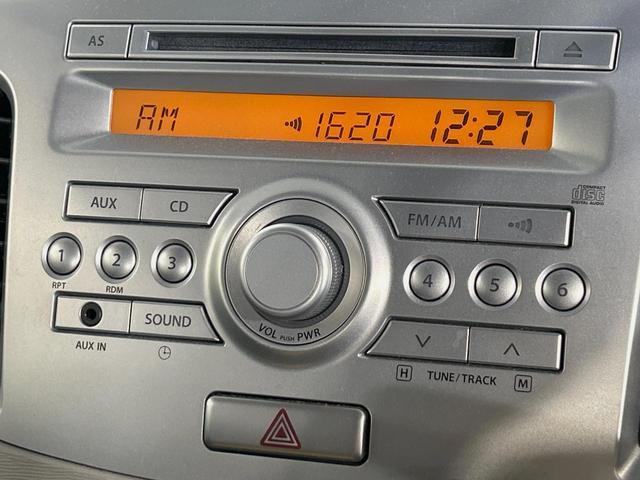 AS
AM 1620 12:27
COMPACT
disc
DIGITAL AUDIO
AUX CD FM/AM
1 2 3 4 5 6
RPT RDM
SOUND
VOL PUSH PWR
AUX IN
H TUNE/TRACK M